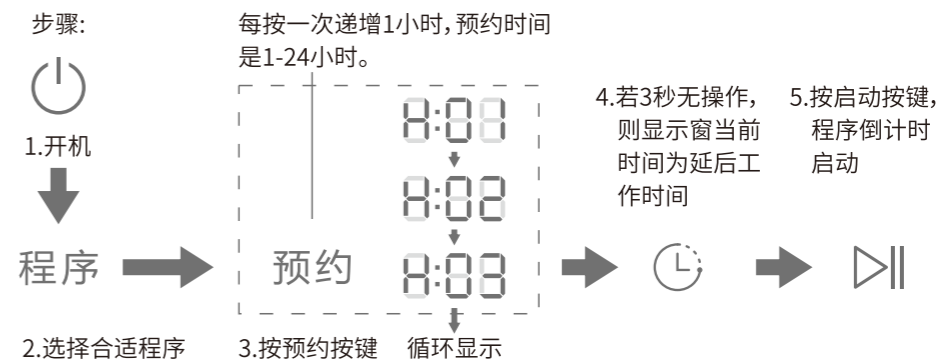 步骤:
每按一次递增1小时，预约时间
是1-24小时。
1.开机
H:01
H:02
H:03
4.若3秒无操作，
则显示窗当前
时间为延后工
作时间
5.按启动按键，
程序倒计时
启动
程序
预约
2.选择合适程序
3.按预约按键
循环显示